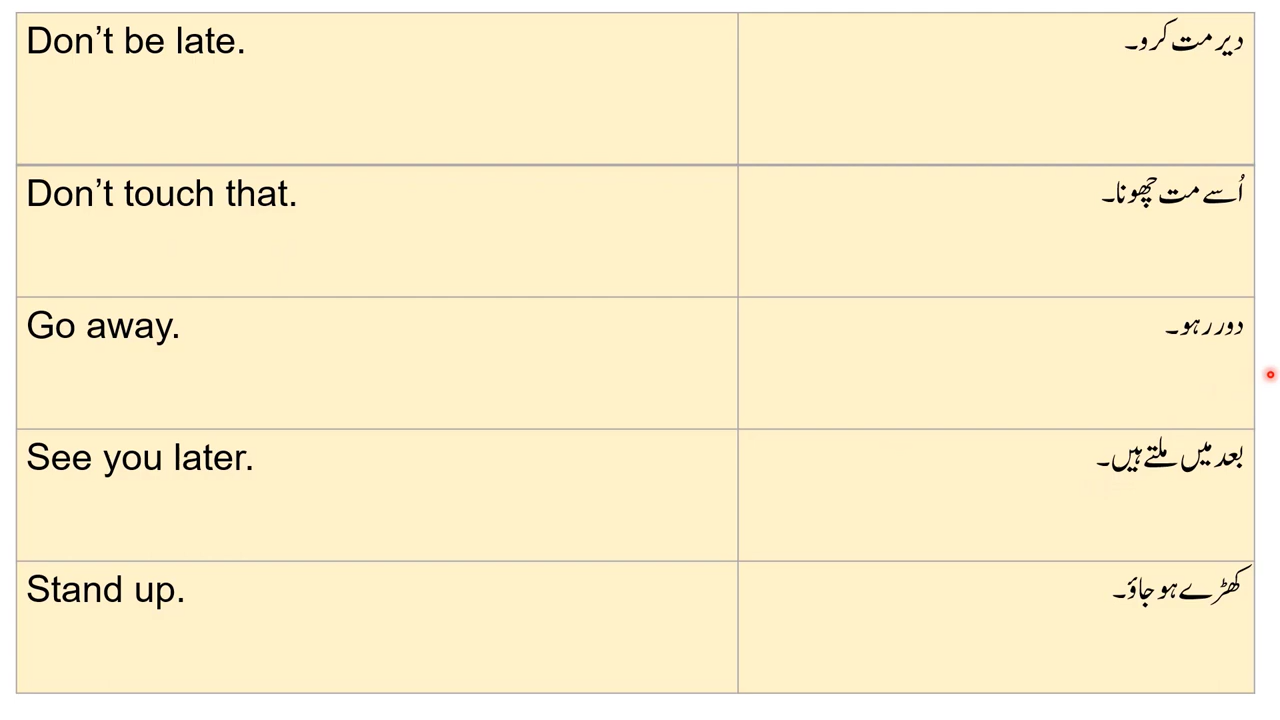 Don’t be late.
دیر مت کرو۔
Don’t touch that.
اُسے مت چھونا۔
Go away.
دور رہو۔
See you later.
بعد میں ملتے ہیں۔
Stand up.
کھڑے ہو جاؤ۔